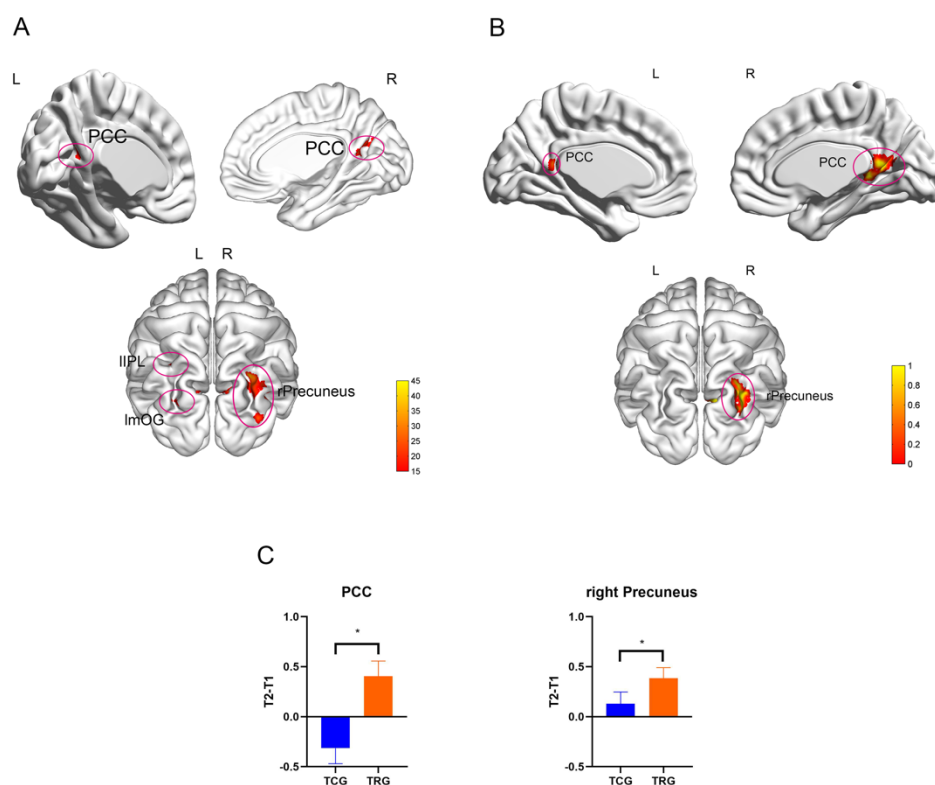 A
L
R
PCC
PCC
L R
lIPL
lmOG
rPrecuneus
45
40
35
30
25
20
15
B
L
R
PCC
PCC
L
R
rPrecuneus
1
0.8
0.6
0.4
0.2
0
C
PCC
T2-T1
1.0
0.5
0.0
-0.5
*
TCG TRG
right Precuneus
T2-T1
1.0
0.5
0.0
-0.5
*
TCG TRG